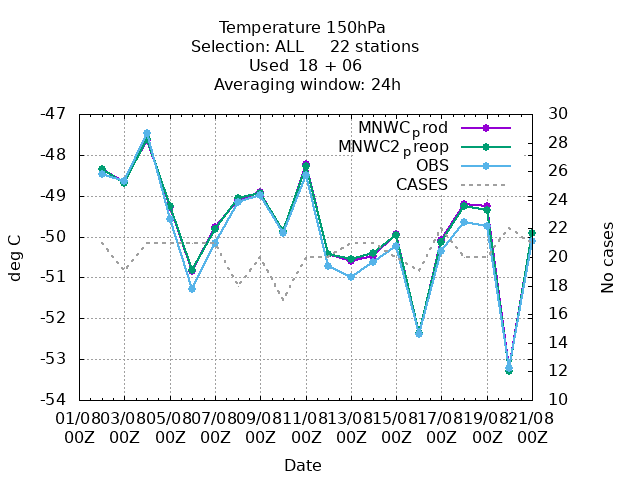 Temperature 150hPa
Selection: ALL 22 stations
Used 18 + 06
Averaging window: 24h
-47
-48
-49
-50
-51
-52
-53
-54
deg C
30
28
26
24
22
20
18
16
14
12
10
No cases
MNWC_prod
MNWC2_preop
OBS
CASES
01/08 03/08 05/08 07/08 09/08 11/08 13/08 15/08 17/08 19/08 21/08
00Z 00Z 00Z 00Z 00Z 00Z 00Z 00Z 00Z 00Z 00Z
Date